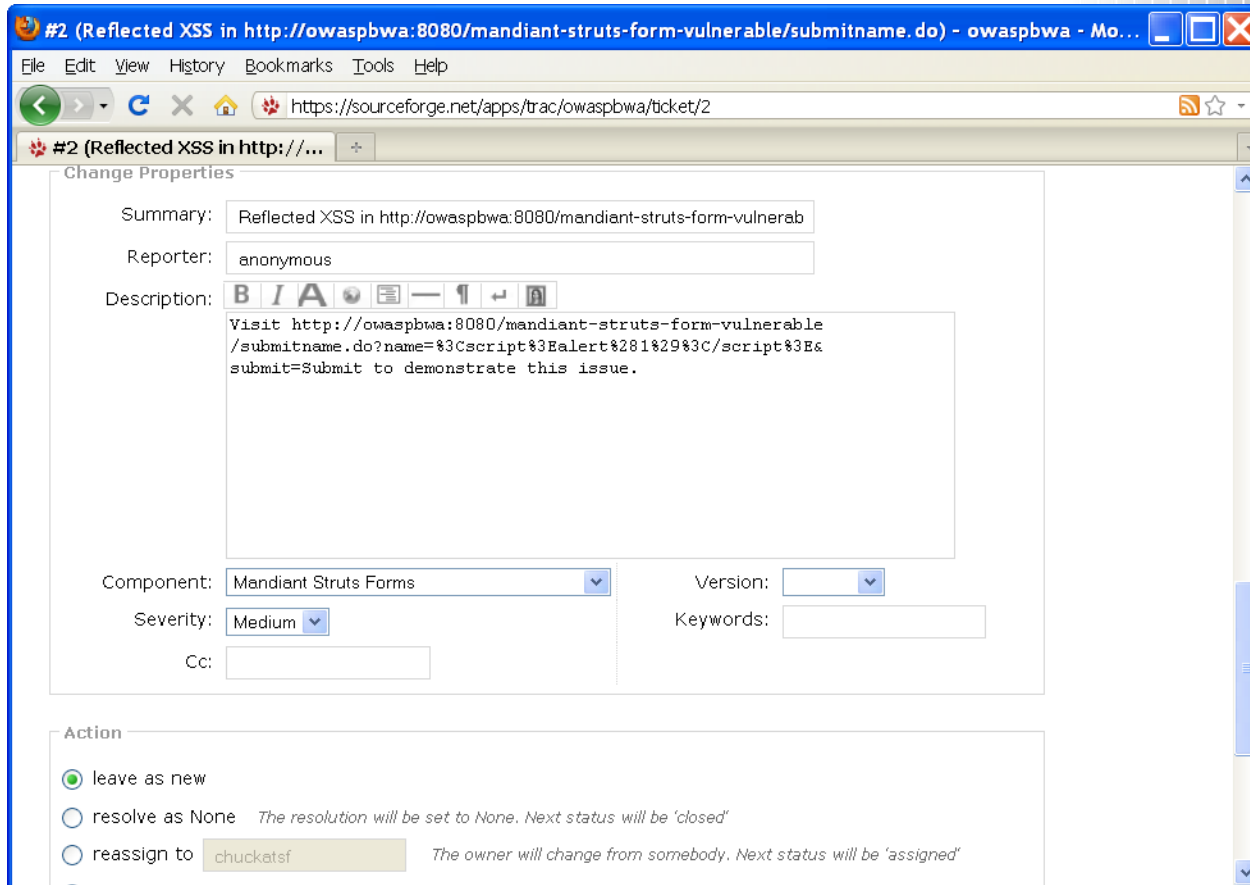 #2 (Reflected XSS in http://owaspbwa:8080/mandiant-struts-form-vulnerable/submitname.do) - owaspbwa - Mo...
File Edit View History Bookmarks Tools Help
https://sourceforge.net/apps/trac/owaspbwa/ticket/2
#2 (Reflected XSS in http://...
Change Properties
Summary: Reflected XSS in http://owaspbwa:8080/mandiant-struts-form-vulnerab
Reporter: anonymous
Description: B I A
Visit http://owaspbwa:8080/mandiant-struts-form-vulnerable
/submitname.do?name=%3Cscript%3Ealert%281%29%3C/script%3E&
submit=Submit to demonstrate this issue.
Component: Mandiant Struts Forms Version:
Severity: Medium Keywords:
Cc:
Action
leave as new
resolve as None The resolution will be set to None. Next status will be 'closed'
reassign to chuckatsf The owner will change from somebody. Next status will be 'assigned'